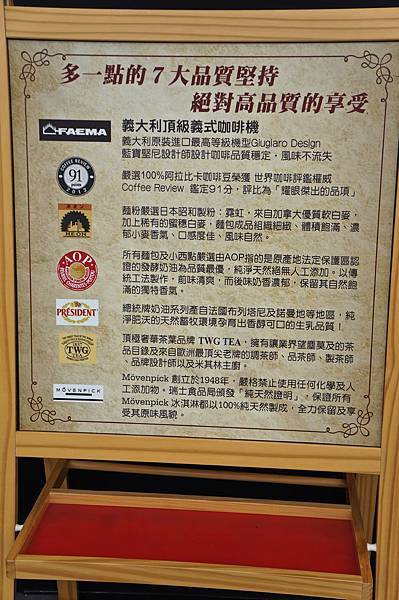 多一點的7大品質堅持
絕對高品質的享受
FAEMA
義大利頂級義式咖啡機
義大利原裝進口最高等級機型Giugiaro Design
藍寶堅尼設計師設計咖啡品質穩定，風味不流失
COFFEE REVIEW
91
points
2012
嚴選100%阿拉比卡咖啡豆榮獲 世界咖啡評鑑權威
Coffee Review 鑑定91分，評比為「耀眼傑出的品項」
麵粉嚴選日本昭和製粉：霓虹，來自加拿大優質軟白麥，
加上稀有的蜜穗白麥，麵包成品組織細緻、體積飽滿、濃
郁小麥香氣、口感度佳、風味自然。
AOP
所有麵包及小西點嚴選由AOP指的是原產地法定保護區認
證的發酵奶油為品質最優，純淨天然絕無人工添加。以傳
統工法製作，前味清爽，而後味奶香濃郁，保留其自然飽
滿的獨特香氣。
PRESIDENT
總統牌奶油系列產自法國布列塔尼及諾曼地等地區，純
淨肥沃的天然畜牧環境孕育出香醇可口的生乳品質！
TWG
頂極奢華茶葉品牌 TWG TEA，擁有讓業界望塵莫及的茶
品目錄及來自歐洲最頂尖老牌的調茶師、品茶師、製茶師
、品牌設計師以及米其林主廚。
MÖVENPICK
Mövenpick 創立於1948年，嚴格禁止使用任何化學及人
工添加物。瑞士食品局頒發「純天然證明」，保證所有
Mövenpick 冰淇淋都以100%純天然製成，全力保留及享
受其原味風貌。